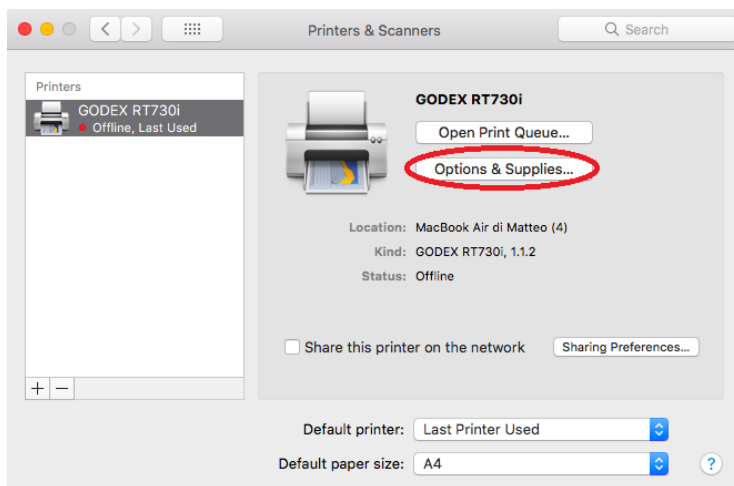 Printers & Scanners
Search
Printers
GODEX RT730i
Offline, Last Used
GODEX RT730i
Open Print Queue...
Options & Supplies...
Location: MacBook Air di Matteo (4)
Kind: GODEX RT730i, 1.1.2
Status: Offline
Share this printer on the network
Sharing Preferences...
+ −
Default printer: Last Printer Used
Default paper size: A4
?